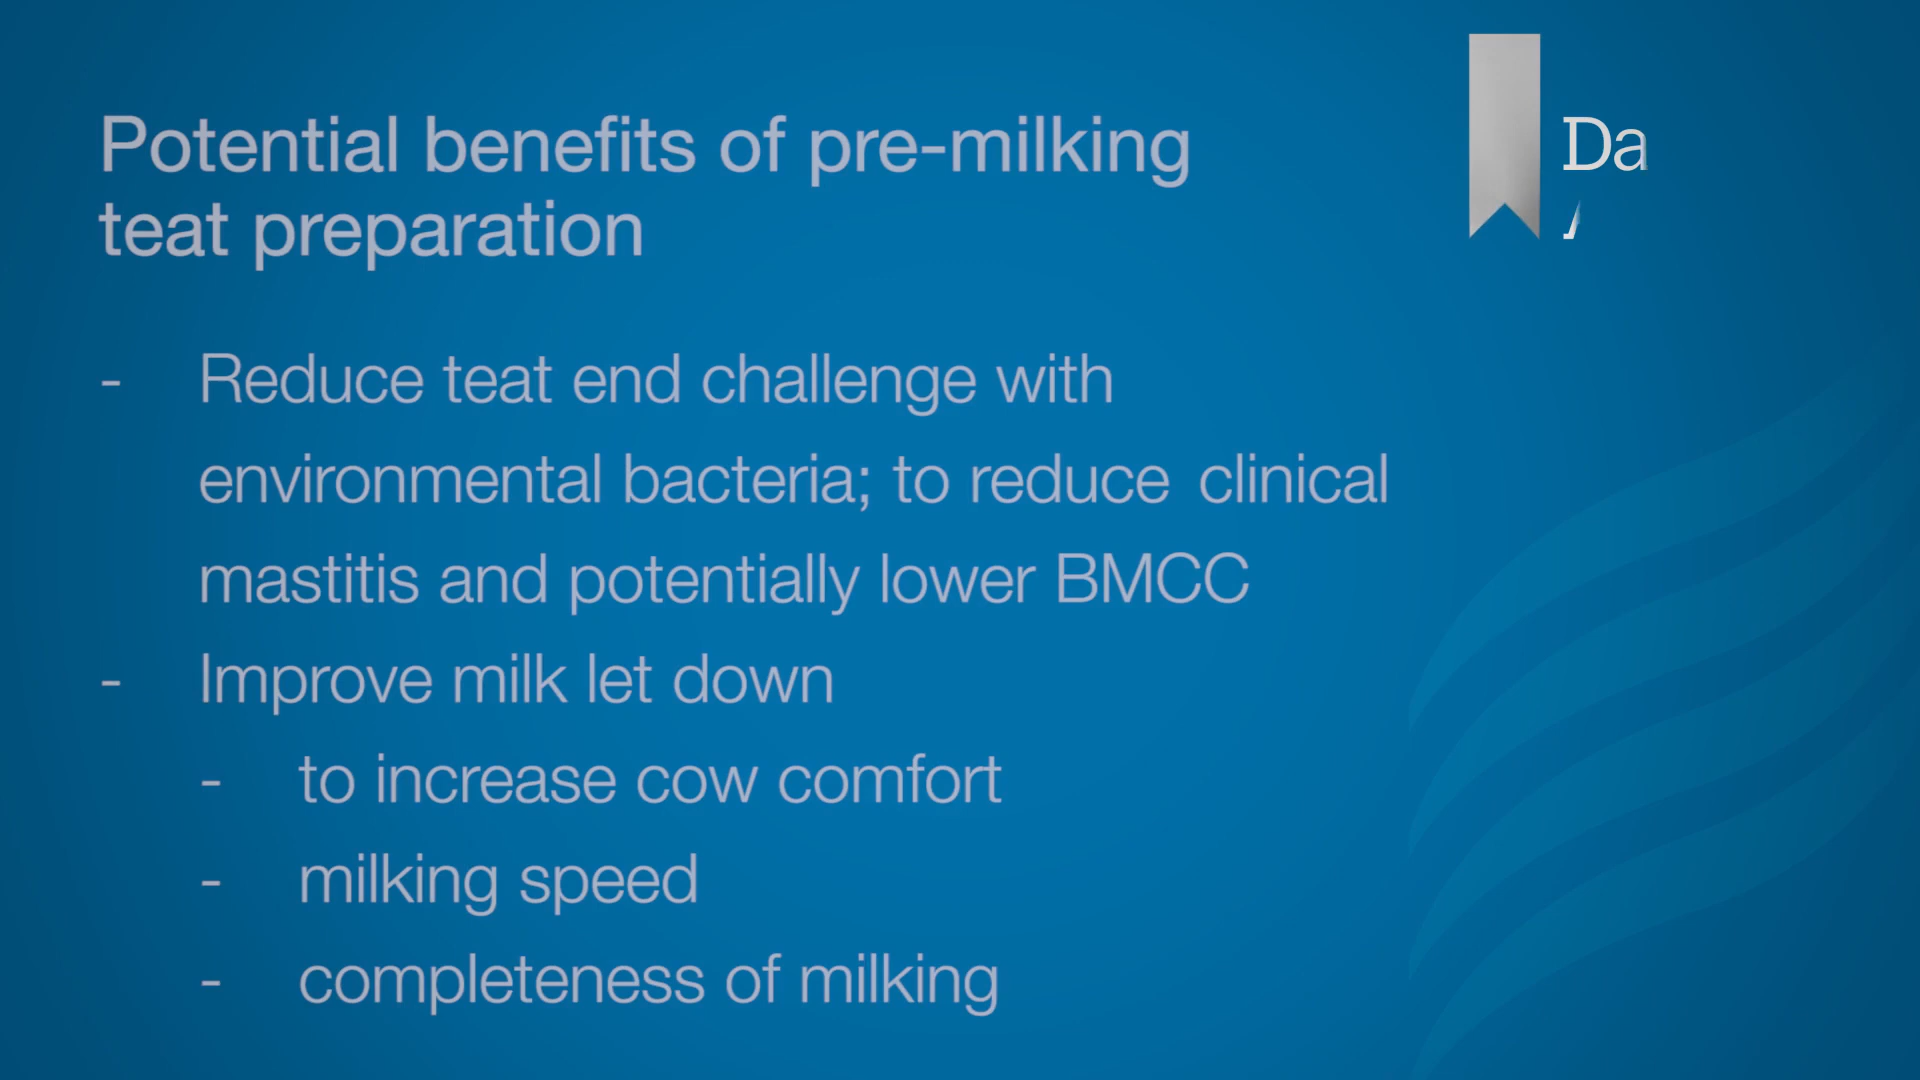 Potential benefits of pre-milking
teat preparation
- Reduce teat end challenge with
environmental bacteria; to reduce clinical
mastitis and potentially lower BMCC
- Improve milk let down
- to increase cow comfort
- milking speed
- completeness of milking
Da